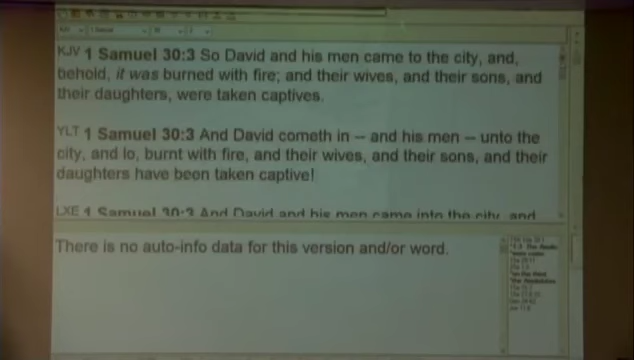 KJV 1 Samuel 30:3 So David and his men came to the city, and,
behold, it was burned with fire; and their wives, and their sons, and
their daughters, were taken captives.
YLT 1 Samuel 30:3 And David cometh in -- and his men -- unto the
city, and lo, burnt with fire, and their wives, and their sons, and their
daughters have been taken captive!
LXE 1 Samuel 30:3 And David and his men came into the city, and
There is no auto-info data for this version and/or word.